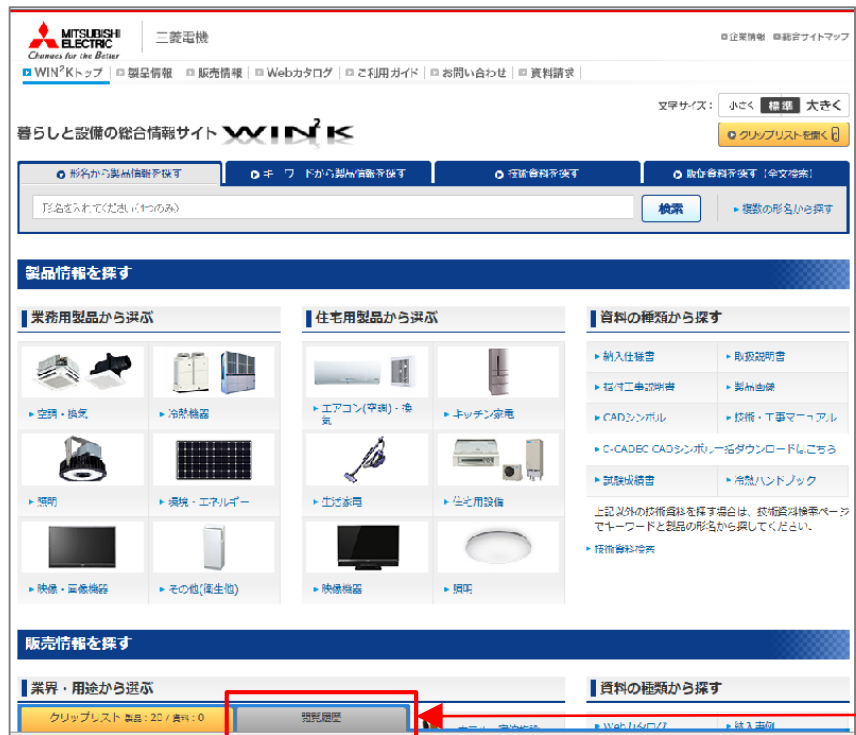 MITSUBISHI ELECTRIC
Changes for the Better
三菱電機
企業情報 総合サイトマップ
WIN²Kトップ 製品情報 販売情報 Webカタログ ご利用ガイド お問い合わせ 資料請求
文字サイズ： 小さく 標準 大きく
暮らしと設備の総合情報サイト WIN²K
クリップリストを開く
形名から製品情報を探す キーワードから製品情報を探す 技術資料を探す 販促資料を探す（全文検索）
形名を入れてください(1つのみ) 検索 複数の形名から探す
製品情報を探す
業務用製品から選ぶ 住宅用製品から選ぶ 資料の種類から探す
納入仕様書 取扱説明書
据付工事説明書 製品画像
空調・換気 冷熱機器 エアコン(空調)・換気 キッチン家電
CADシンボル 技術・工事マニュアル
C-CADEC CADシンボル一括ダウンロードはこちら
試験成績書 冷熱ハンドブック
照明 環境・エネルギー 生活家電 住宅用設備
上記以外の技術資料を探す場合は、技術資料検索ページ
でキーワードと製品の形名から探してください。
技術資料検索
映像・画像機器 その他(衛生他) 映像機器 照明
販売情報を探す
業界・用途から選ぶ 資料の種類から探す
クリップリスト 製品：20 / 資料：0 閲覧履歴
Webカタログ 納入事例